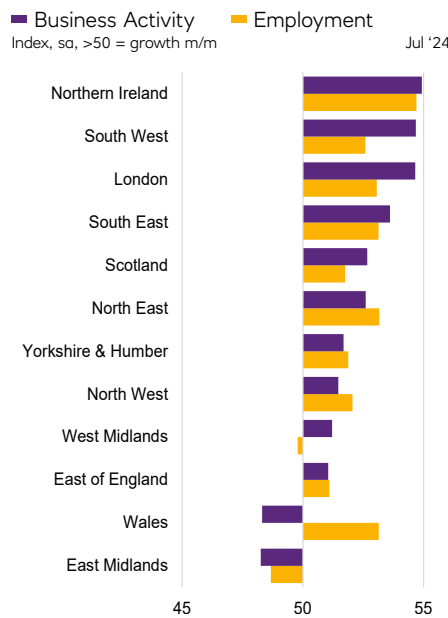 Business Activity Employment
Index, sa, >50 = growth m/m Jul ‘24
Northern Ireland
South West
London
South East
Scotland
North East
Yorkshire & Humber
North West
West Midlands
East of England
Wales
East Midlands
45 50 55